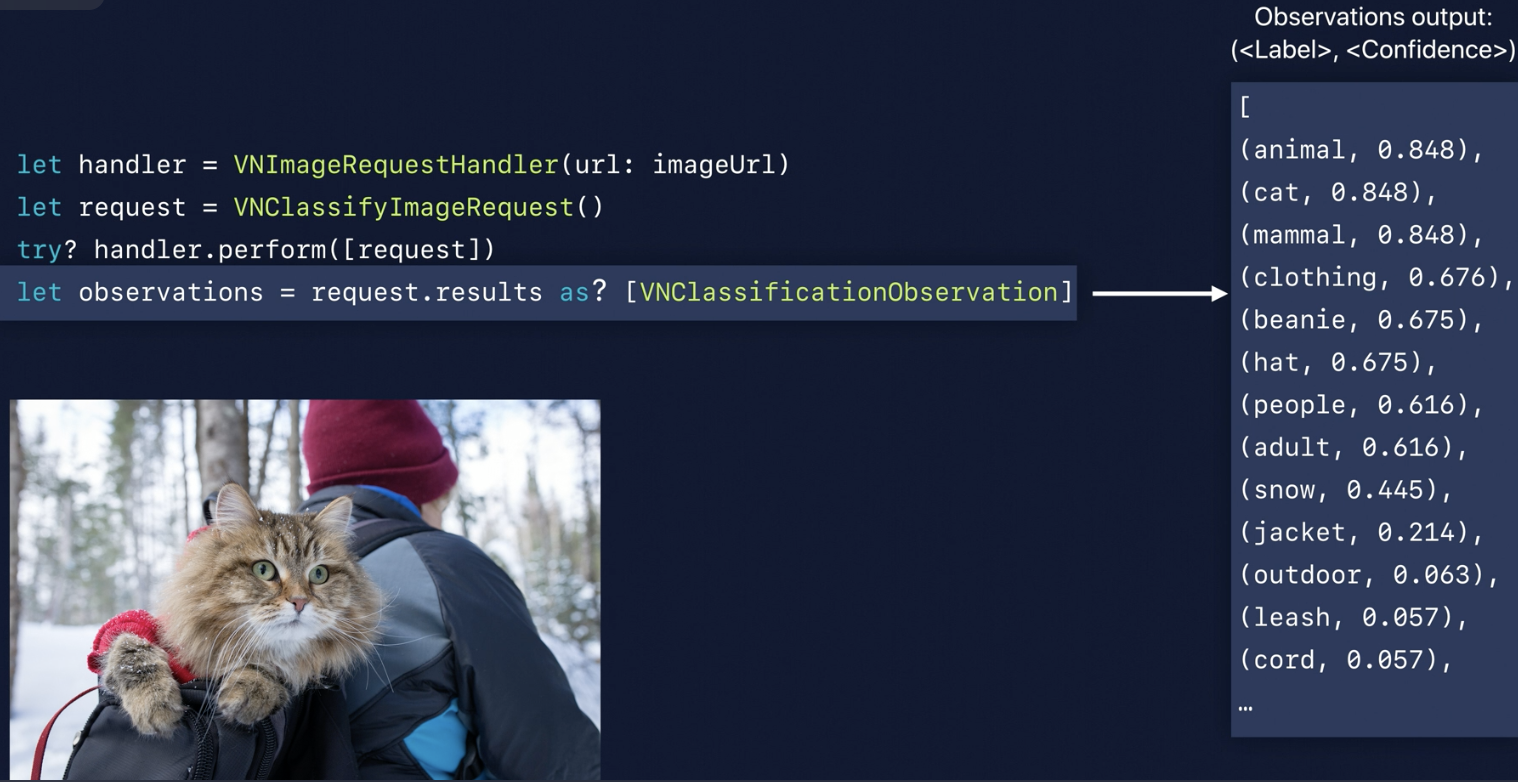 Observations output:
(<Label>, <Confidence>)
let handler = VNImageRequestHandler(url: imageUrl)
let request = VNClassifyImageRequest()
try? handler.perform([request])
let observations = request.results as? [VNClassificationObservation]
[
(animal, 0.848),
(cat, 0.848),
(mammal, 0.848),
(clothing, 0.676),
(beanie, 0.675),
(hat, 0.675),
(people, 0.616),
(adult, 0.616),
(snow, 0.445),
(jacket, 0.214),
(outdoor, 0.063),
(leash, 0.057),
(cord, 0.057),
…